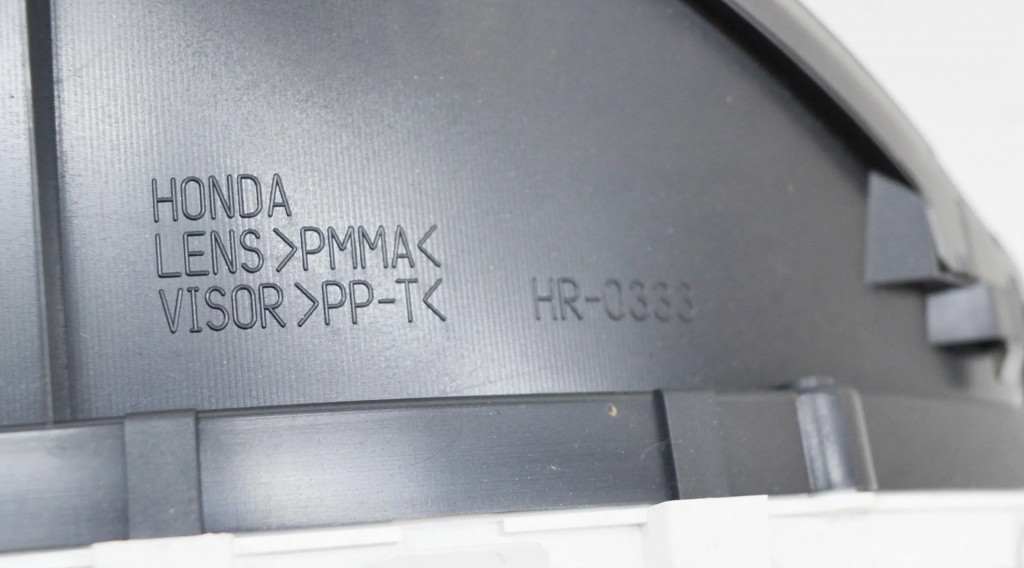 HONDA
LENS >PMMA<
VISOR >PP-T<
HR-0333